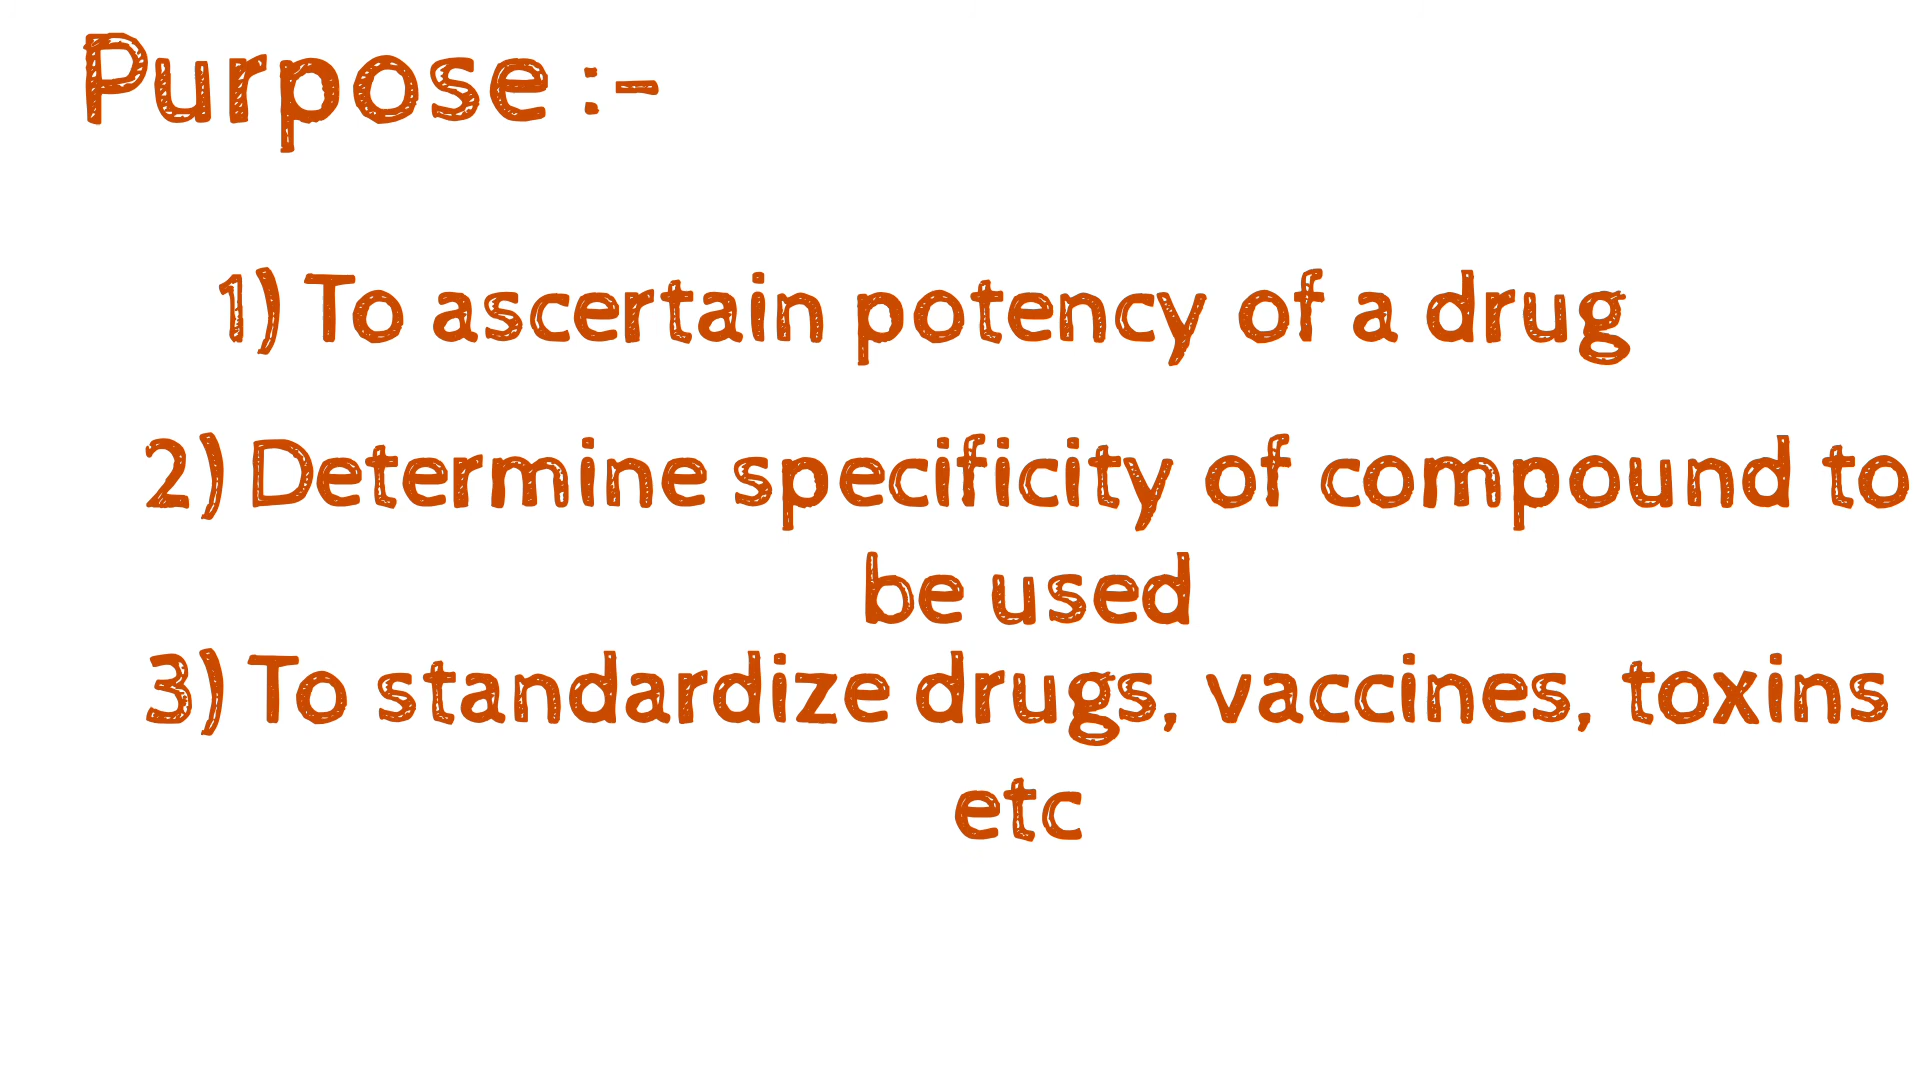 Purpose :-
1) To ascertain potency of a drug
2) Determine specificity of compound to
be used
3) To standardize drugs, vaccines, toxins
etc